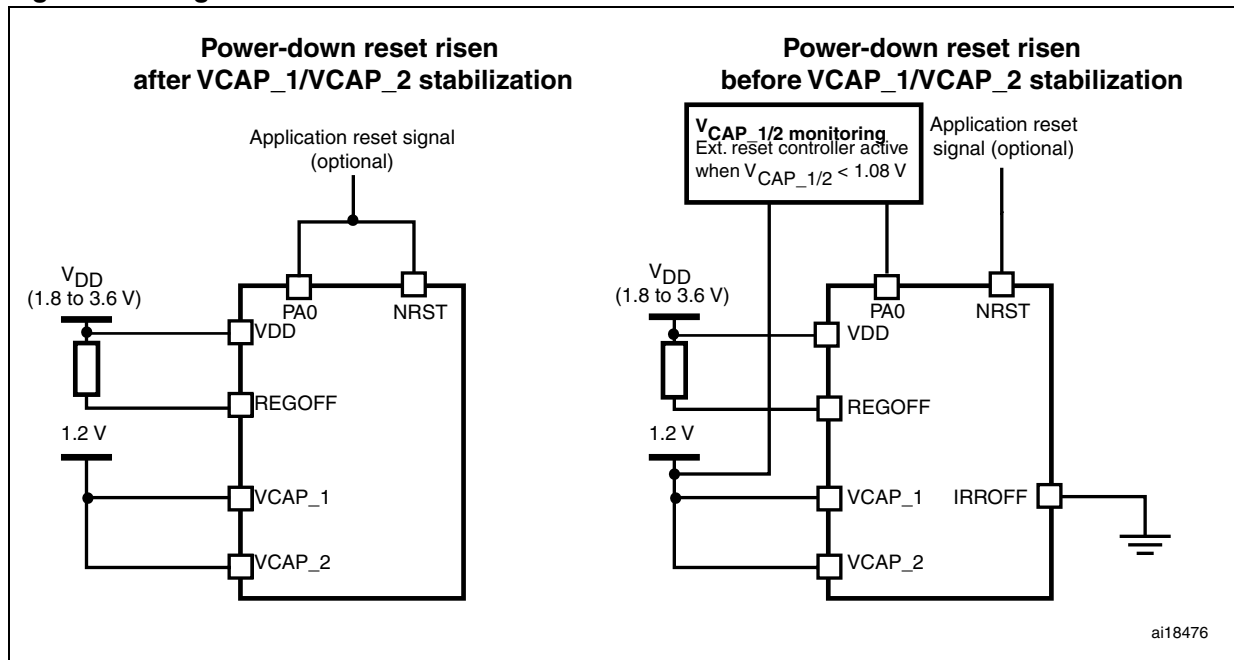 Power-down reset risen
after VCAP_1/VCAP_2 stabilization
Application reset signal
(optional)
VDD
(1.8 to 3.6 V)
PA0
NRST
VDD
REGOFF
1.2 V
VCAP_1
VCAP_2
Power-down reset risen
before VCAP_1/VCAP_2 stabilization
VCAP_1/2 monitoring
Ext. reset controller active
when VCAP_1/2 < 1.08 V
Application reset
signal (optional)
VDD
(1.8 to 3.6 V)
PA0
NRST
VDD
REGOFF
1.2 V
VCAP_1
IRROFF
VCAP_2
ai18476